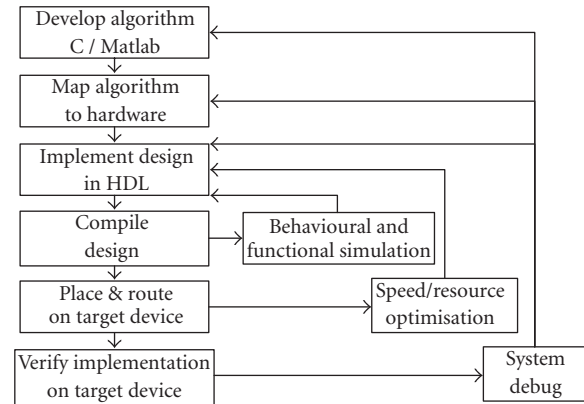 Develop algorithm
C / Matlab
Map algorithm
to hardware
Implement design
in HDL
Compile
design
Behavioural and
functional simulation
Place & route
on target device
Speed/resource
optimisation
Verify implementation
on target device
System
debug